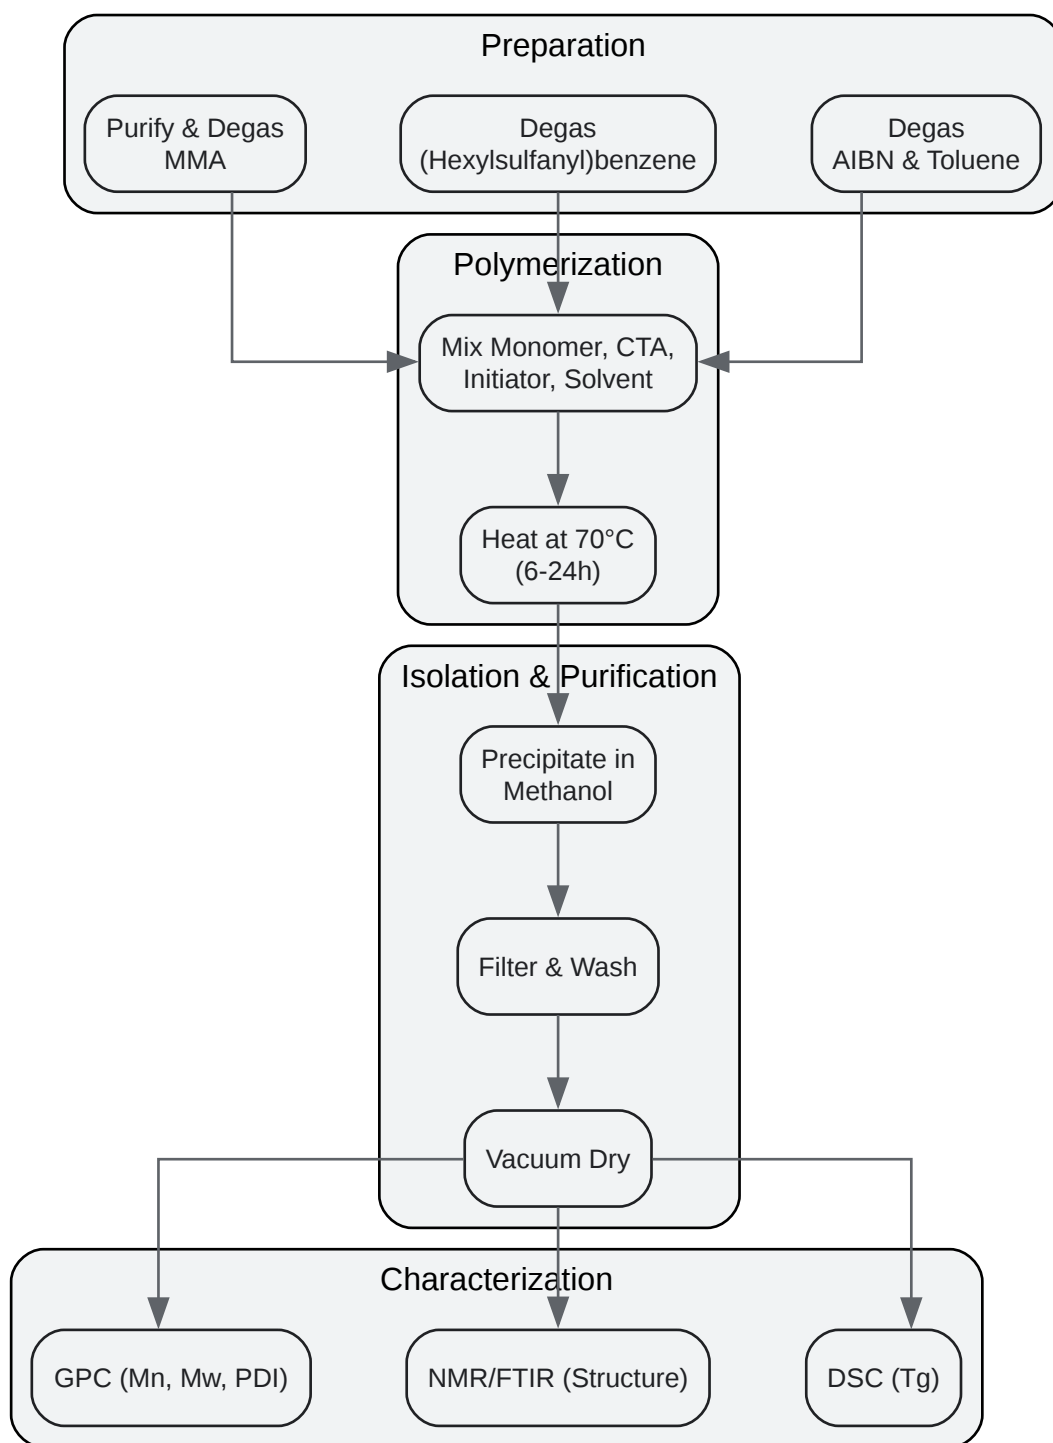 Preparation
Purify & Degas
MMA
Degas
(Hexylsulfanyl)benzene
Degas
AIBN & Toluene
Polymerization
Mix Monomer, CTA,
Initiator, Solvent
Heat at 70°C
(6-24h)
Isolation & Purification
Precipitate in
Methanol
Filter & Wash
Vacuum Dry
Characterization
GPC (Mn, Mw, PDI)
NMR/FTIR (Structure)
DSC (Tg)